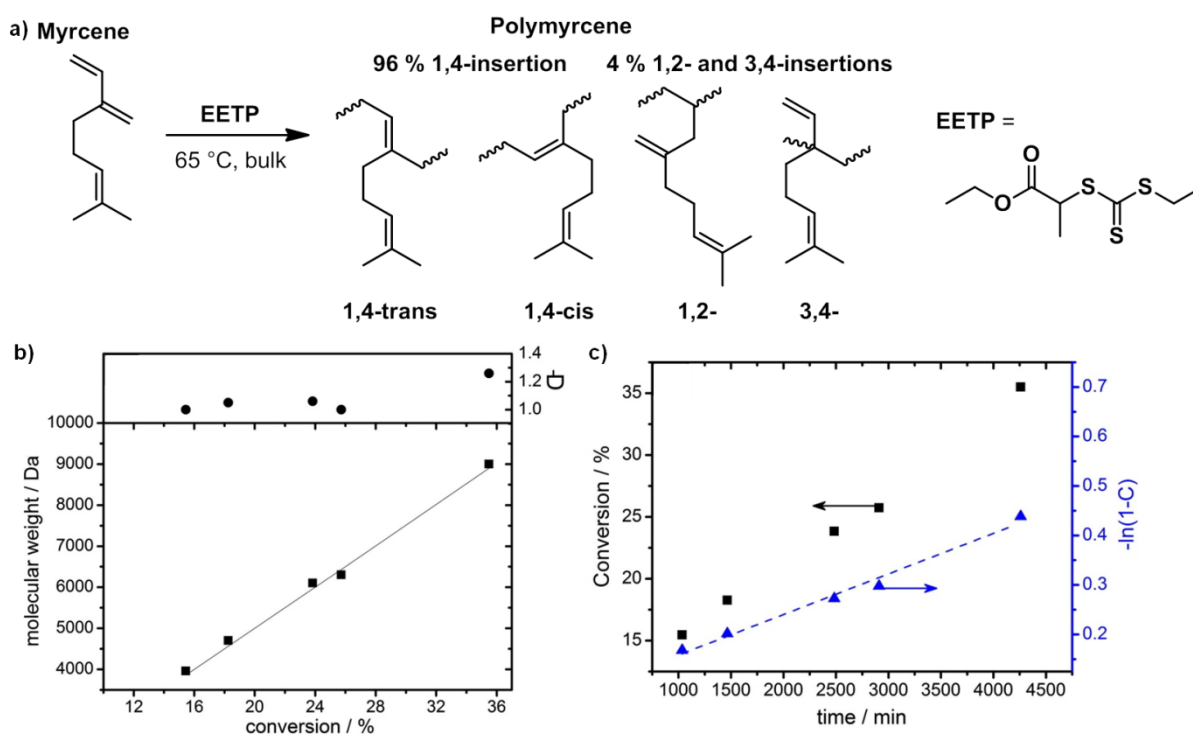 a) Myrcene
Polymyrcene
96 % 1,4-insertion
4 % 1,2- and 3,4-insertions
EETP
65 °C, bulk
EETP =
O
O
S
S
S
1,4-trans
1,4-cis
1,2-
3,4-
b)
1.4
1.2
1.0
Đ
10000
9000
8000
7000
6000
5000
4000
molecular weight / Da
12
16
20
24
28
32
36
conversion / %
c)
35
30
25
20
15
Conversion / %
0.7
0.6
0.5
0.4
0.3
0.2
-ln(1-C)
1000
1500
2000
2500
3000
3500
4000
4500
time / min